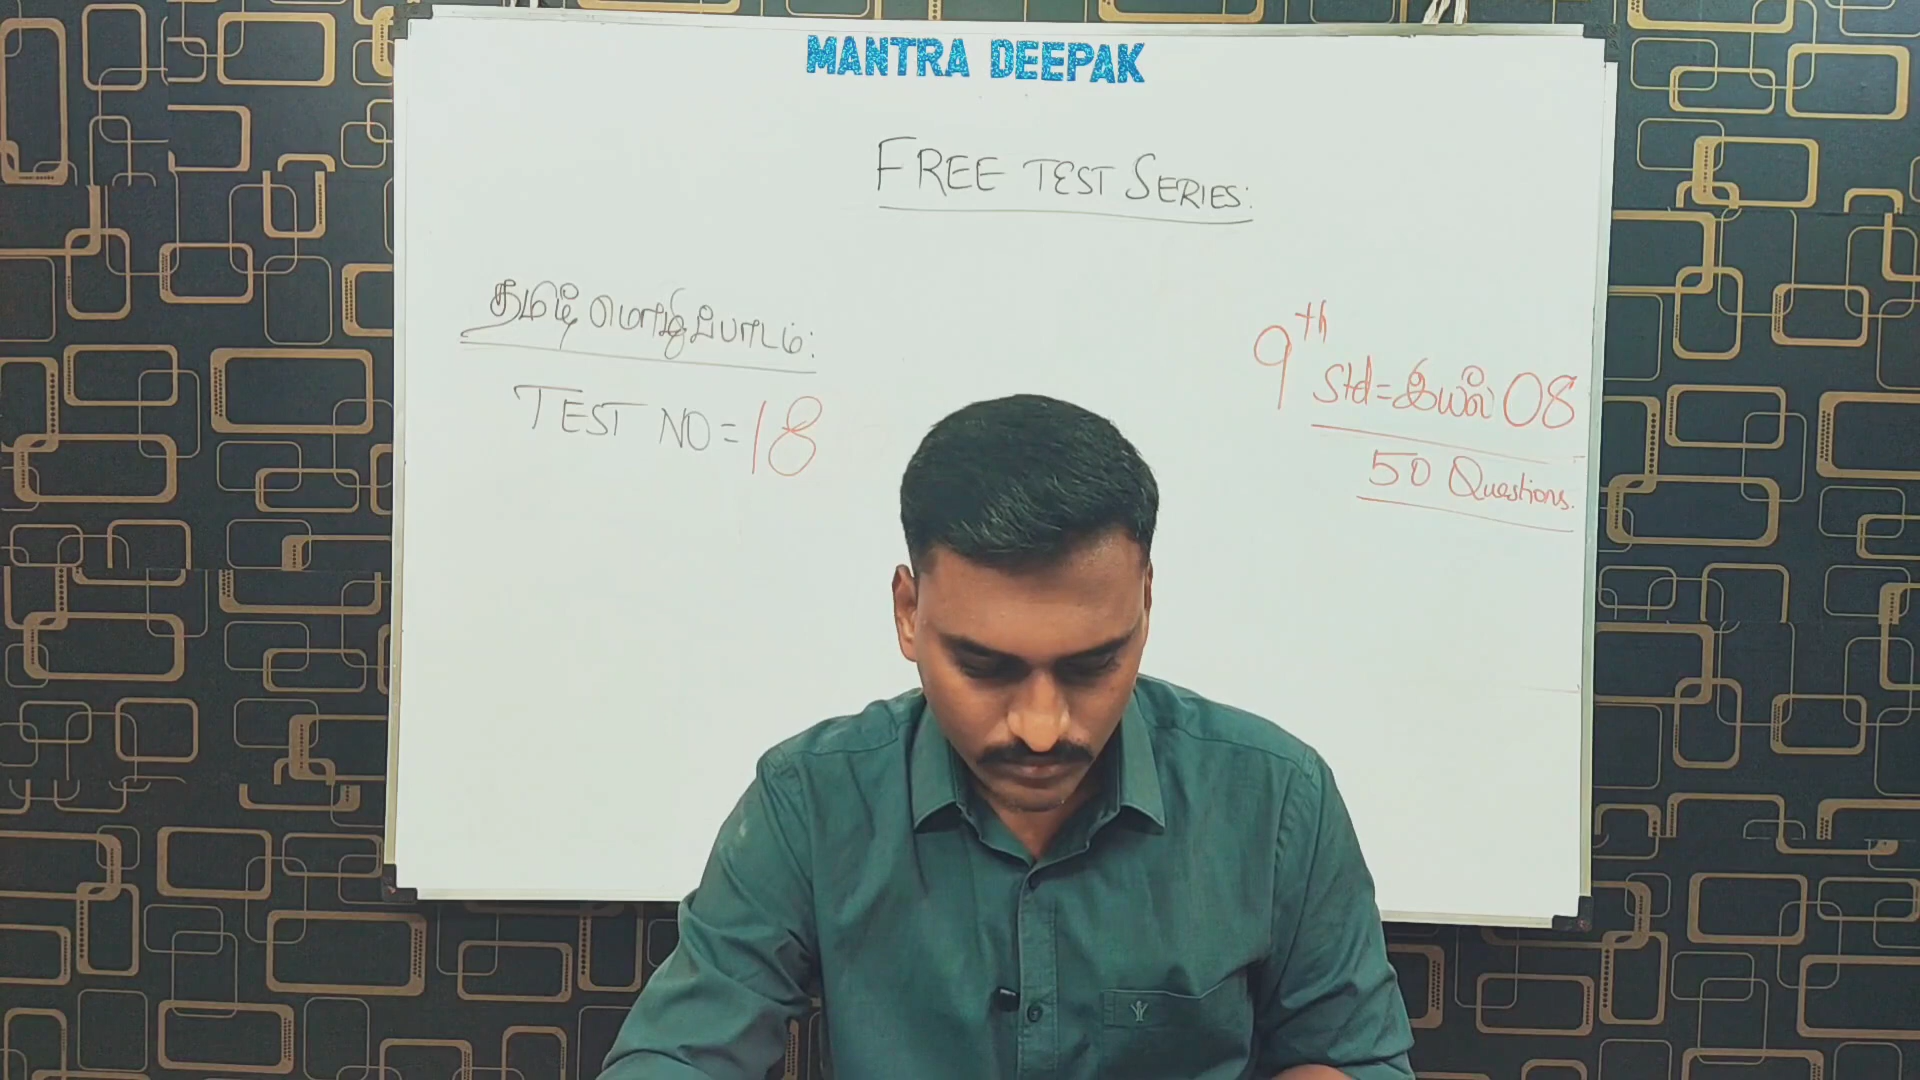 MANTRA DEEPAK
FREE TEST SERIES:
தமிழ் மொழிப்பாடம்:
TEST NO = 18
9th Std = இயல் 08
50 Questions.